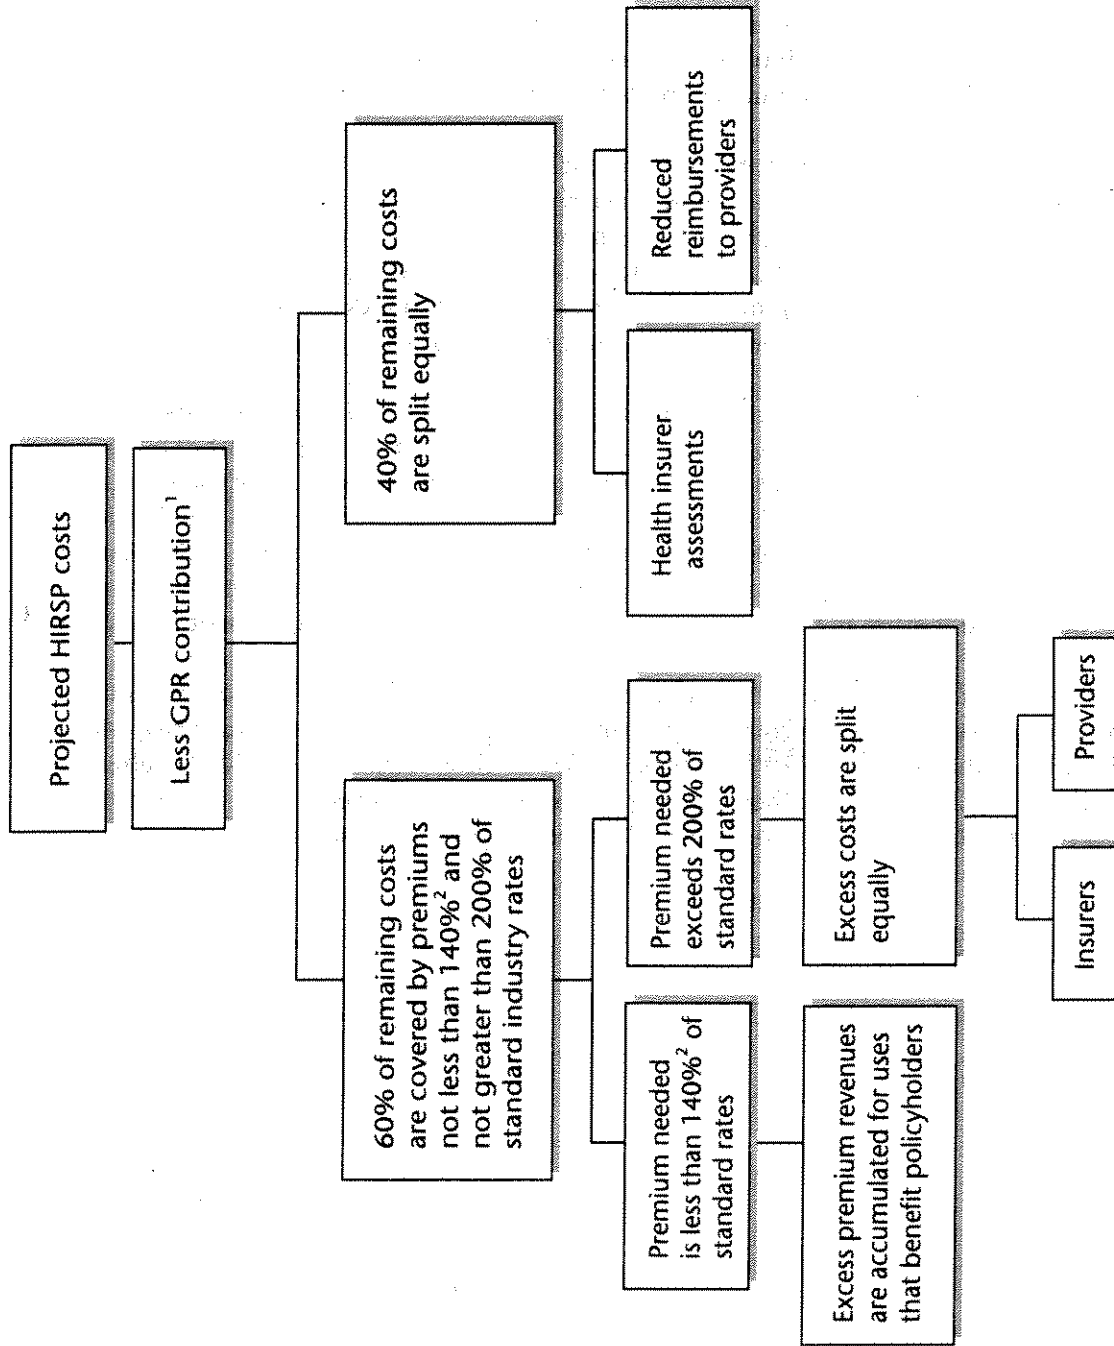 Projected HIRSP costs
Less GPR contribution¹
60% of remaining costs
are covered by premiums
not less than 140%² and
not greater than 200% of
standard industry rates
40% of remaining costs
are split equally
Premium needed
is less than 140%² of
standard rates
Premium needed
exceeds 200% of
standard rates
Health insurer
assessments
Reduced
reimbursements
to providers
Excess premium revenues
are accumulated for uses
that benefit policyholders
Excess costs are split
equally
Insurers
Providers